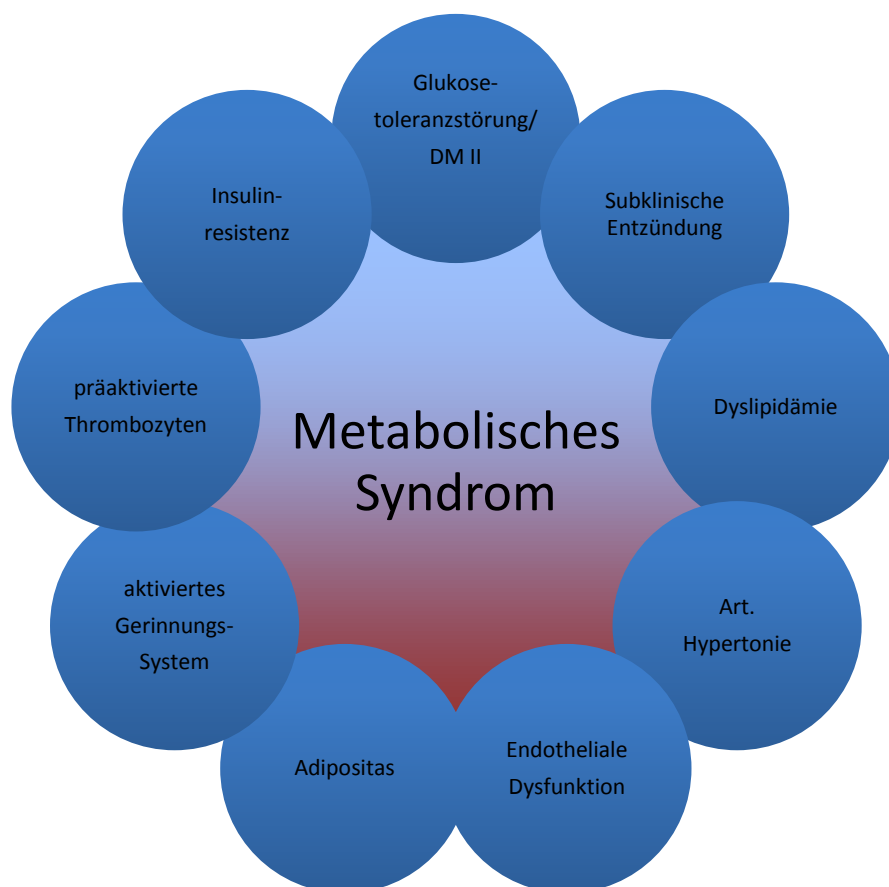 Glukose-
toleranzstörung/
DM II
Subklinische
Entzündung
Dyslipidämie
Art.
Hypertonie
Endotheliale
Dysfunktion
Adipositas
aktiviertes
Gerinnungs-
System
präaktivierte
Thrombozyten
Insulin-
resistenz
Metabolisches
Syndrom